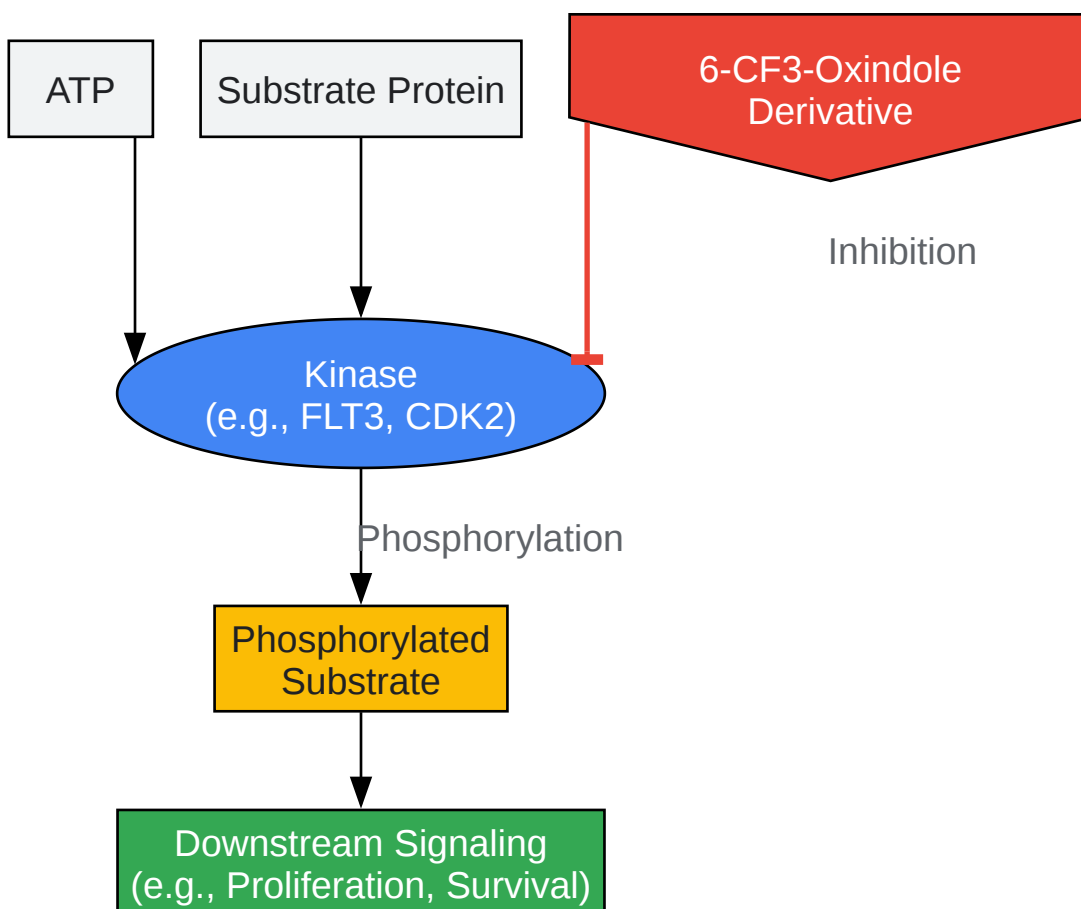 ATP
Substrate Protein
6-CF3-Oxindole
Derivative
Inhibition
Kinase
(e.g., FLT3, CDK2)
Phosphorylation
Phosphorylated
Substrate
Downstream Signaling
(e.g., Proliferation, Survival)